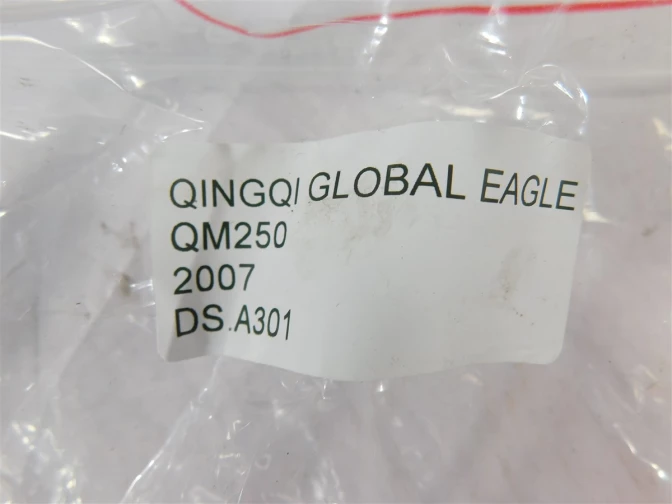 QINGQI GLOBAL EAGLE
QM250
2007
DS.A301